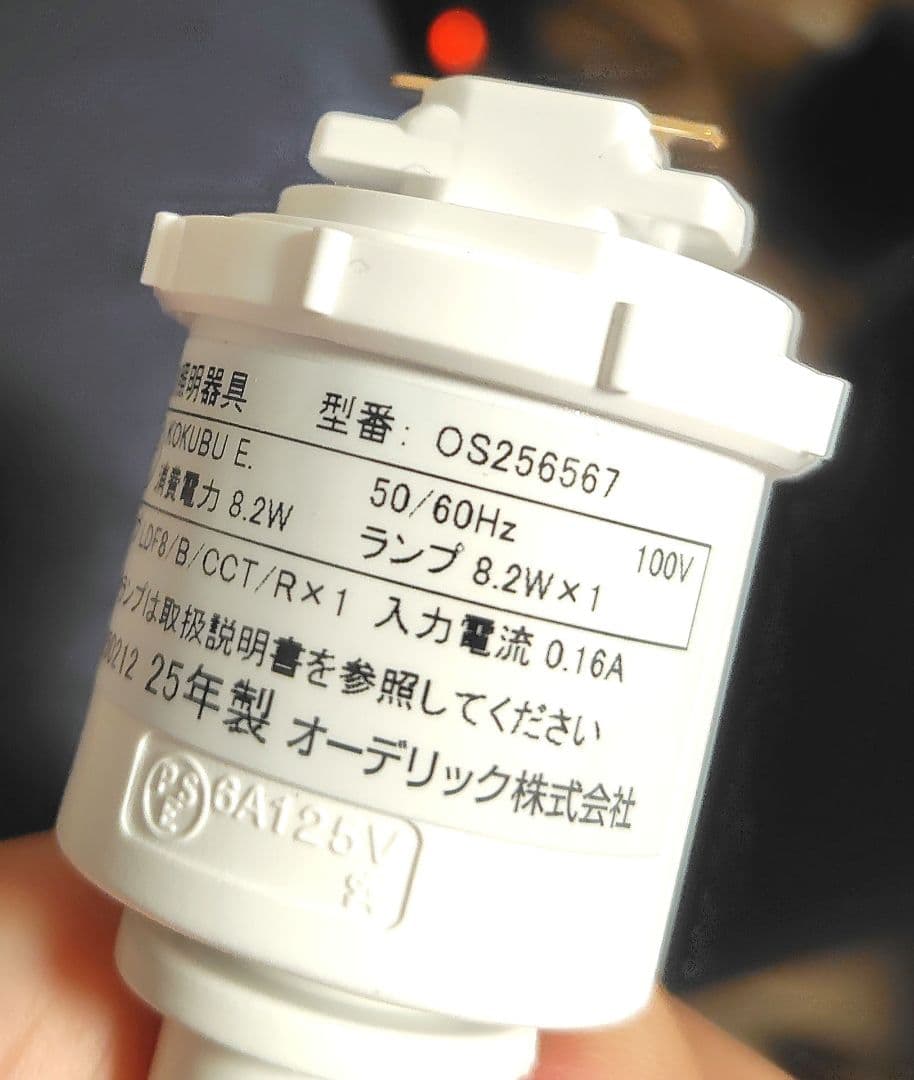 照明器具 型番: OS256567
KOKUBU E. 50/60Hz 100V
消費電力 8.2W ランプ 8.2W×1
LDF8/B/CCT/R×1 入力電流 0.16A
ランプは取扱説明書を参照してください
0212 25年製 オーデリック株式会社
PS E 6A125V